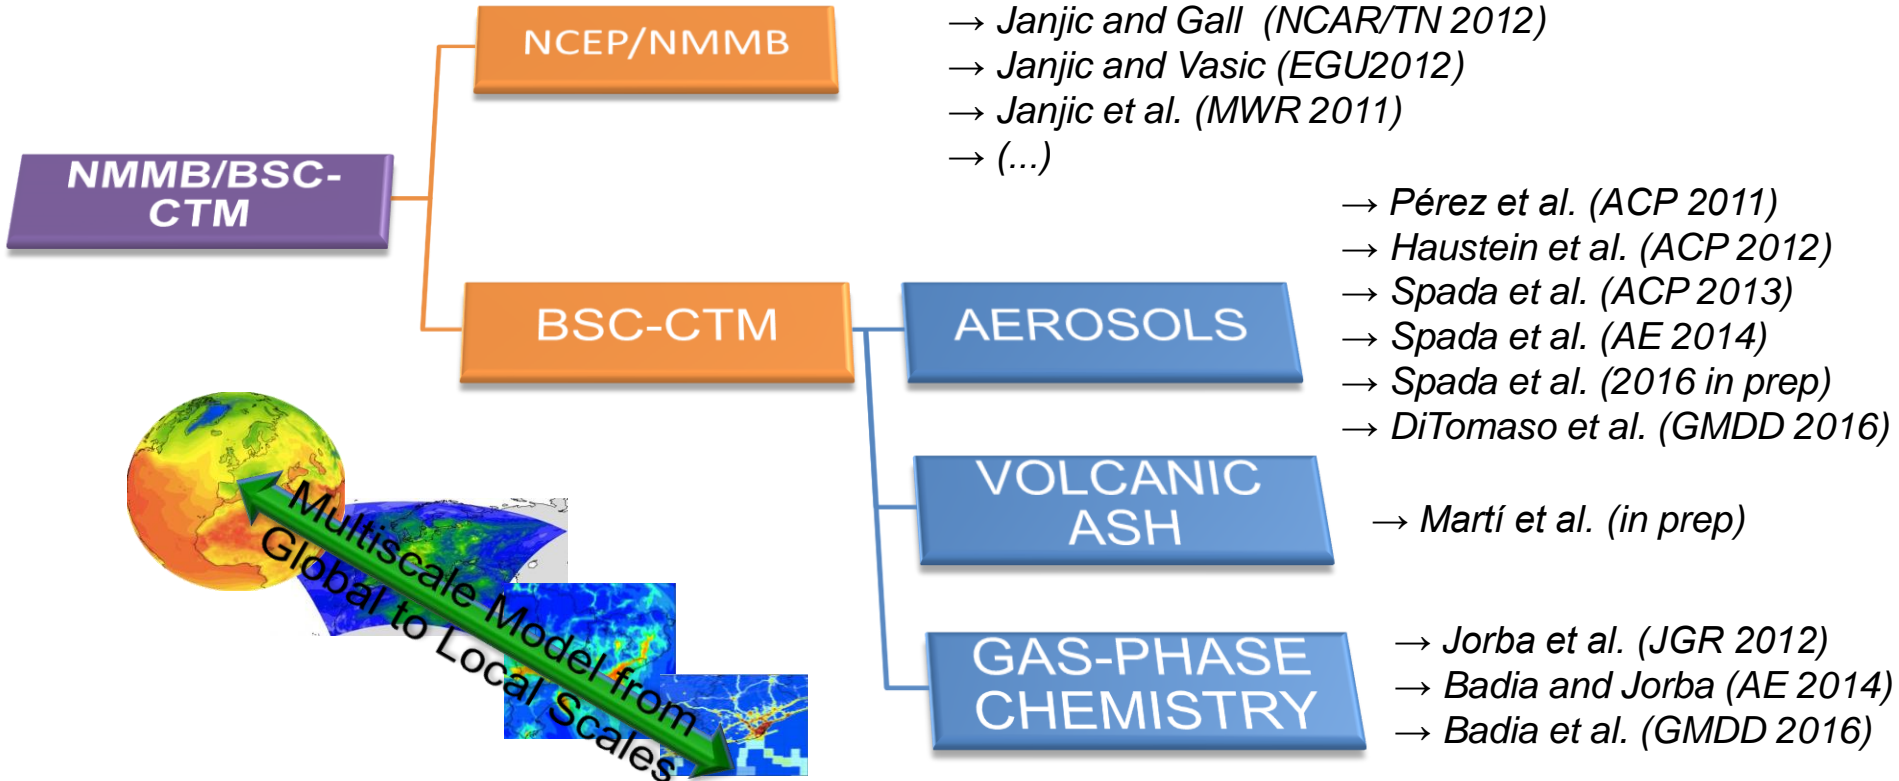 NCEP/NMMB
→ Janjic and Gall (NCAR/TN 2012)
→ Janjic and Vasic (EGU2012)
→ Janjic et al. (MWR 2011)
→ (...)
NMMB/BSC-
CTM
BSC-CTM
AEROSOLS
→ Pérez et al. (ACP 2011)
→ Haustein et al. (ACP 2012)
→ Spada et al. (ACP 2013)
→ Spada et al. (AE 2014)
→ Spada et al. (2016 in prep)
→ DiTomaso et al. (GMDD 2016)
VOLCANIC
ASH
→ Martí et al. (in prep)
GAS-PHASE
CHEMISTRY
→ Jorba et al. (JGR 2012)
→ Badia and Jorba (AE 2014)
→ Badia et al. (GMDD 2016)
Multiscale Model from
Global to Local Scales